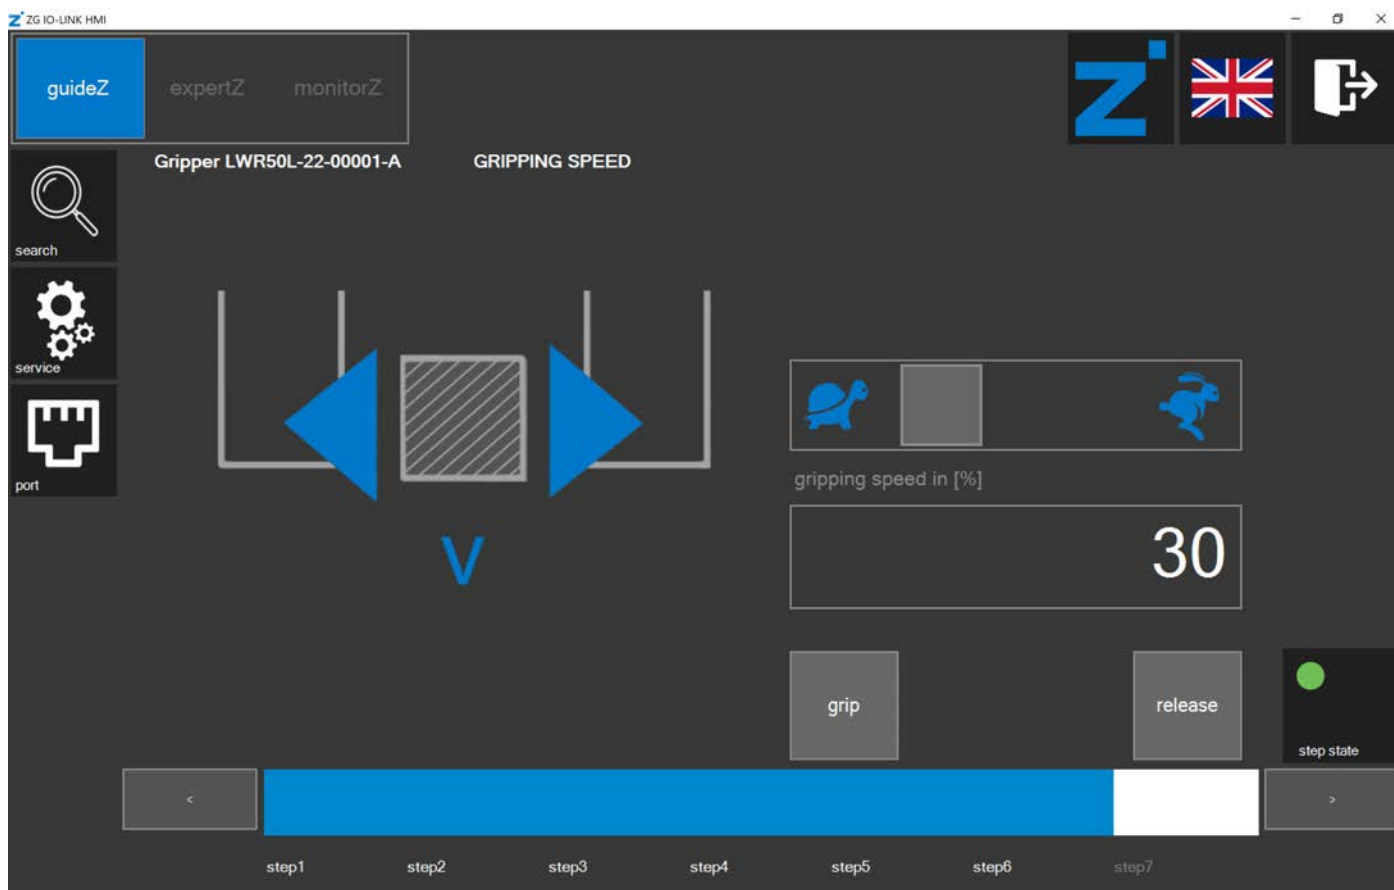 ZG IO-LINK HMI
guideZ
expertZ
monitorZ
Z
Gripper LWR50L-22-00001-A
GRIPPING SPEED
search
service
port
gripping speed in [%]
30
V
grip
release
step state
<
>
step1
step2
step3
step4
step5
step6
step7